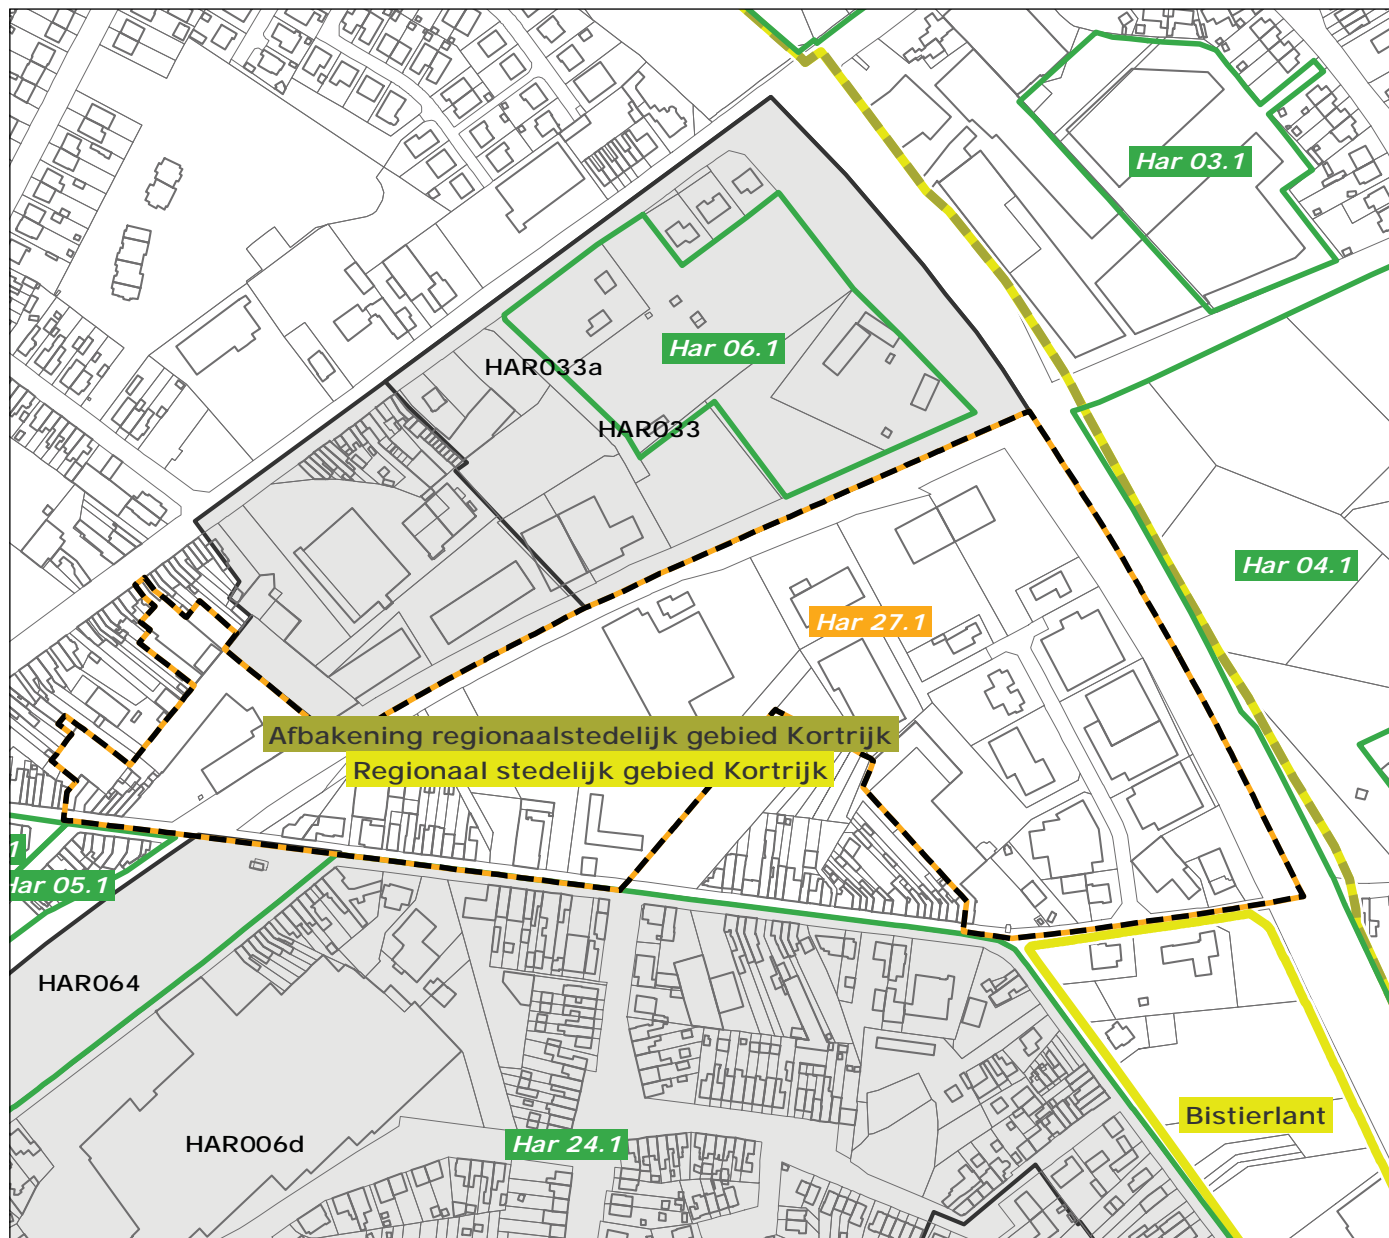 Har 03.1
Har 06.1
HAR033a
HAR033
Har 04.1
Har 27.1
Afbakening regionaalstedelijk gebied Kortrijk
Regionaal stedelijk gebied Kortrijk
1
Har 05.1
HAR064
Bistierlant
HAR006d
Har 24.1